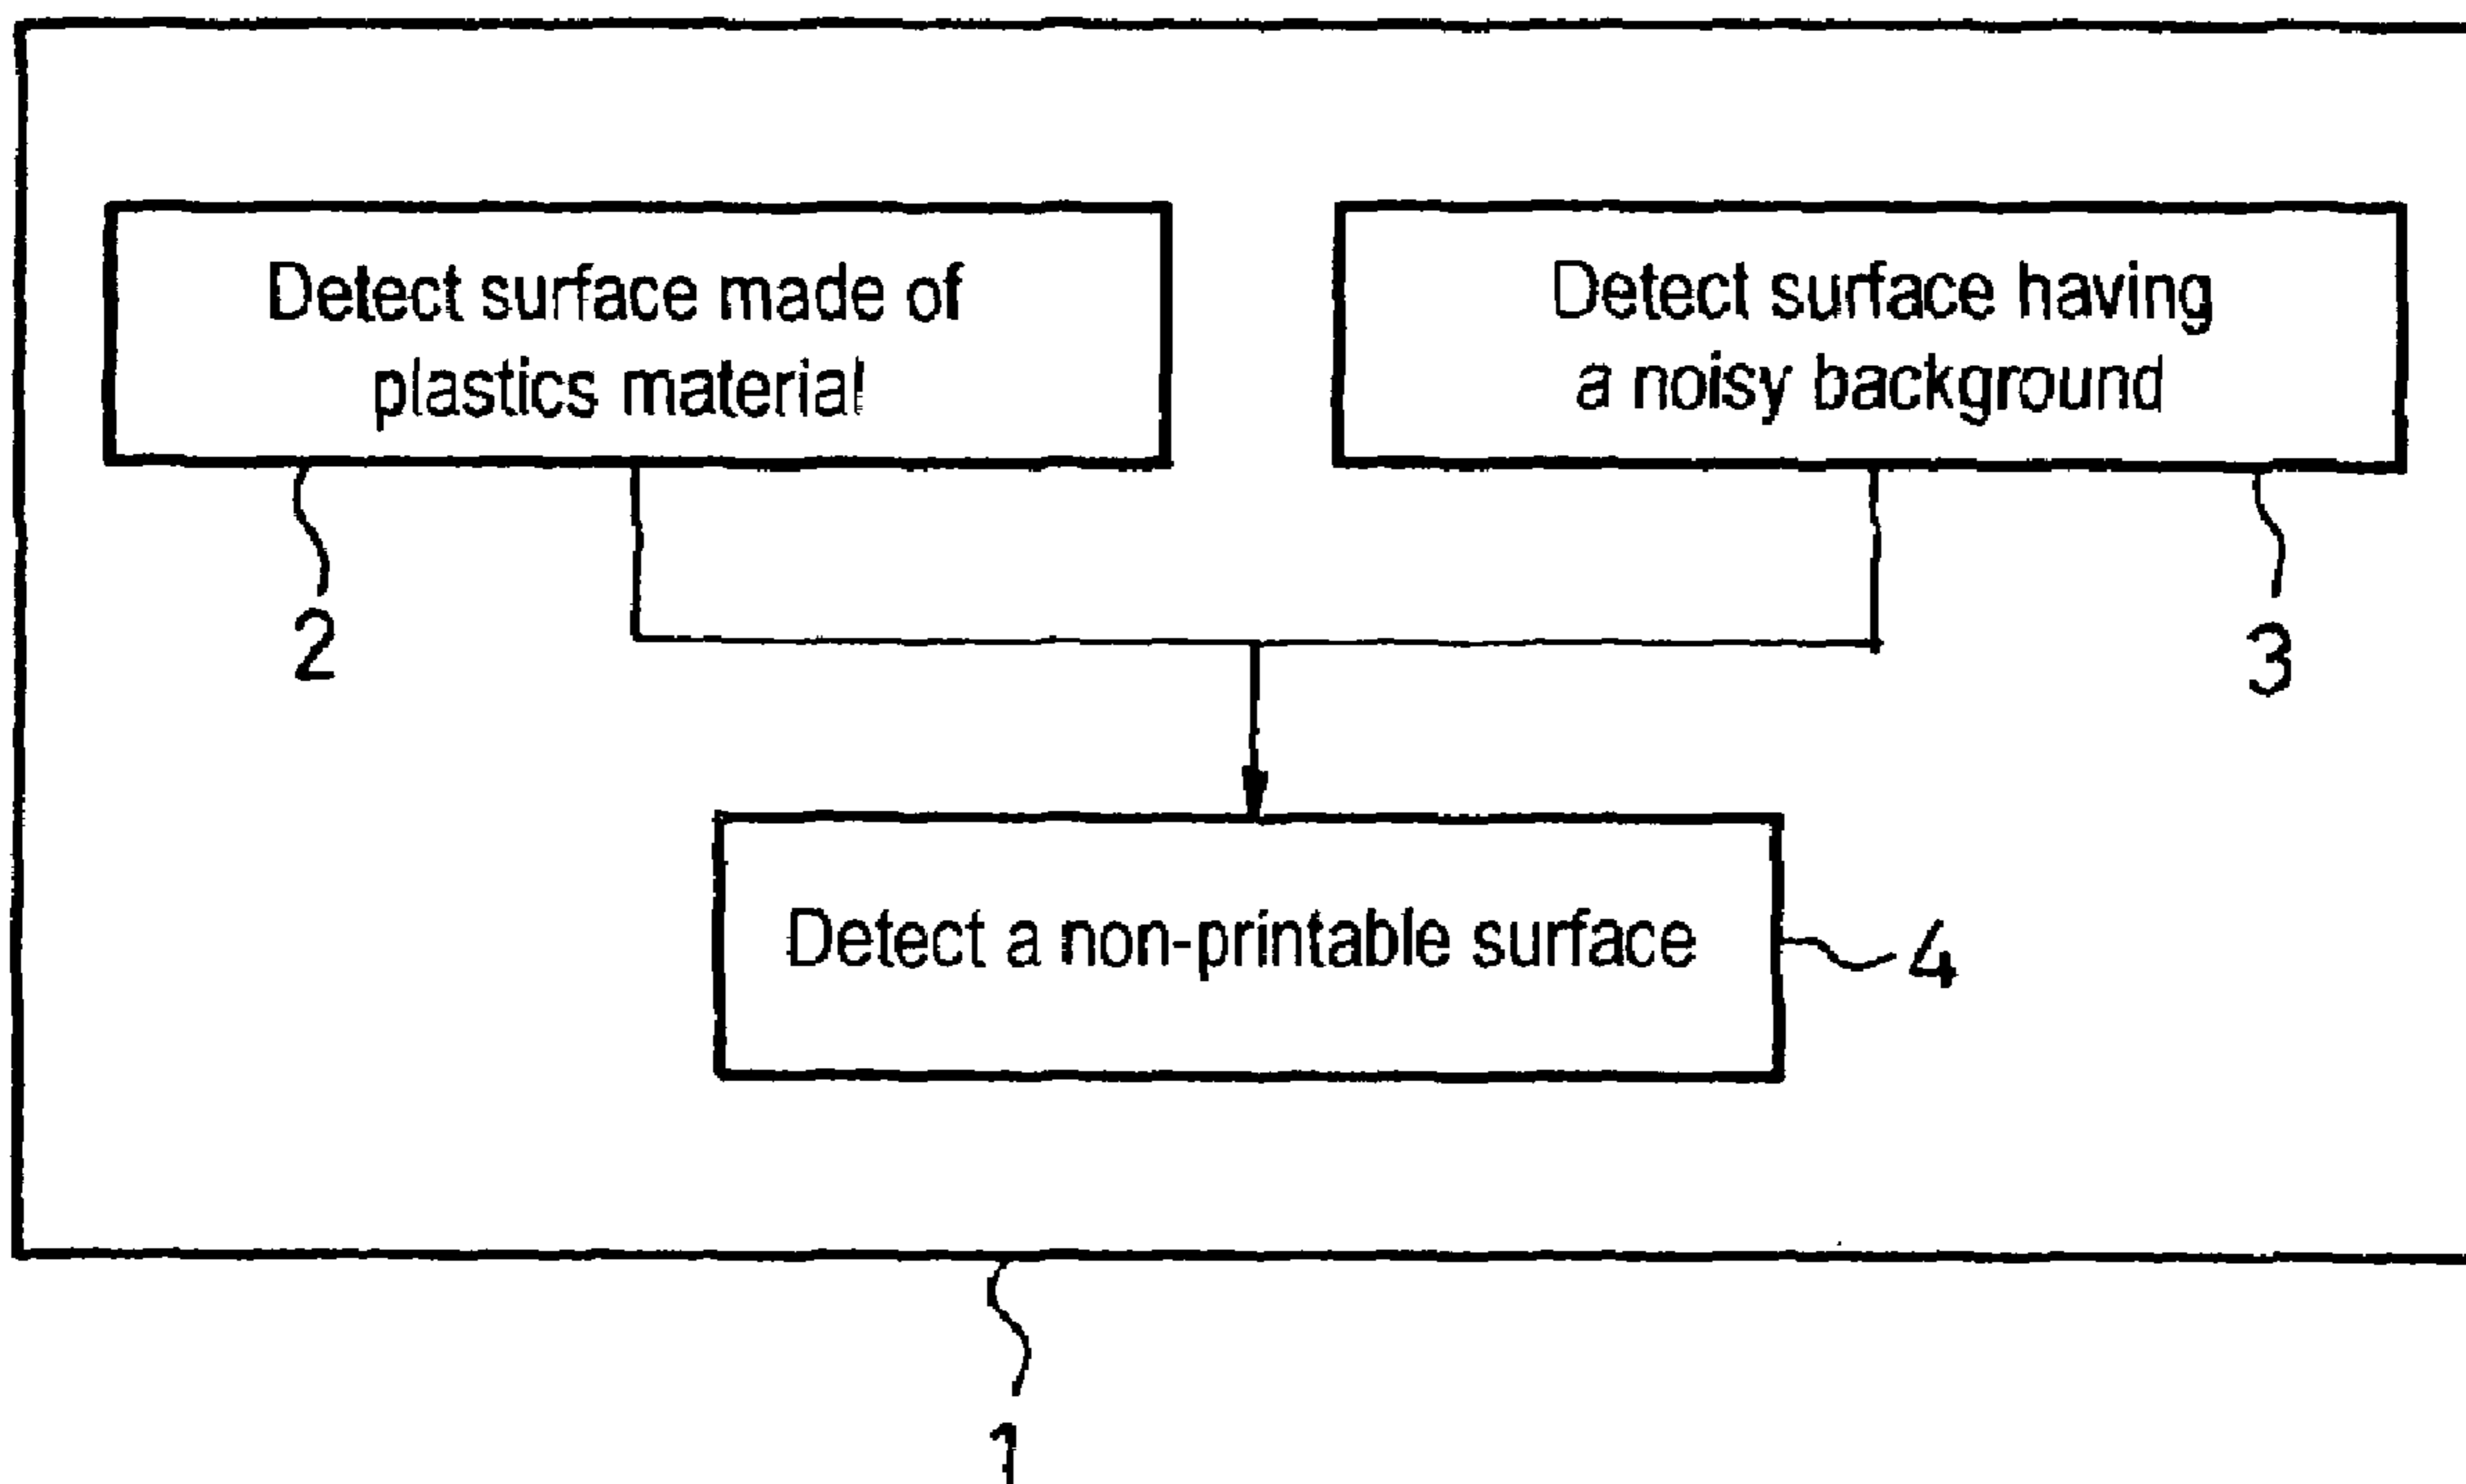 Detect surface made of
plastics material
Detect surface having
a noisy background
2
3
Detect a non-printable surface
4
1